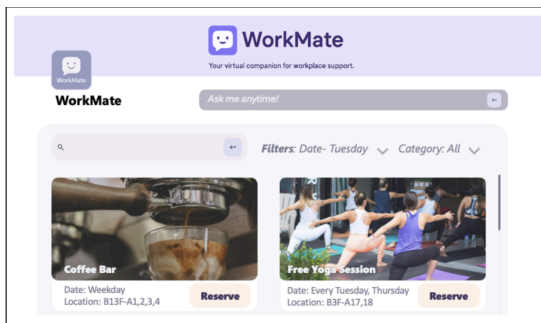 WorkMate
Your virtual companion for workplace support.
WorkMate
WorkMate
Ask me anytime!
Filters: Date- Tuesday Category: All
Coffee Bar
Date: Weekday
Location: B13F-A1,2,3,4
Reserve
Free Yoga Session
Date: Every Tuesday, Thursday
Location: B3F-A17,18
Reserve